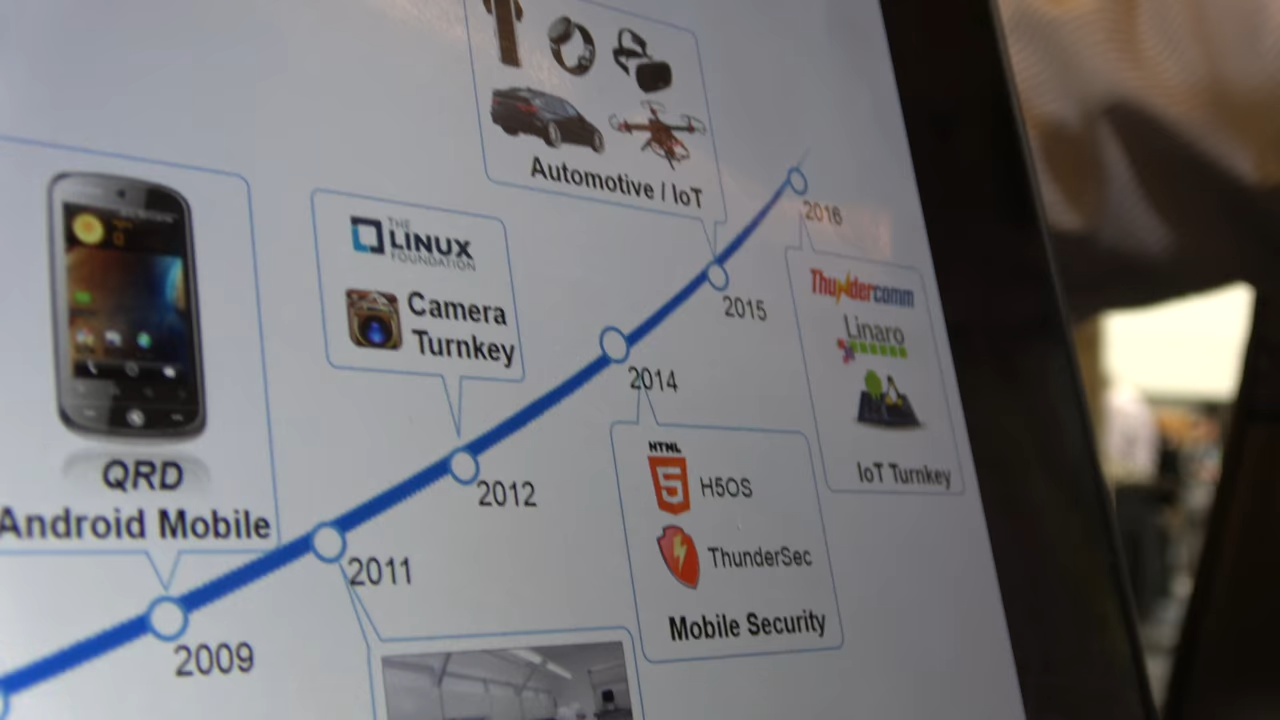 Automotive / IoT
2016
THE
LINUX
FOUNDATION
Camera
Turnkey
2015
Thundercomm
Linaro
IoT Turnkey
2014
HTML
5
H5OS
ThunderSec
Mobile Security
QRD
Android Mobile
2012
2011
2009